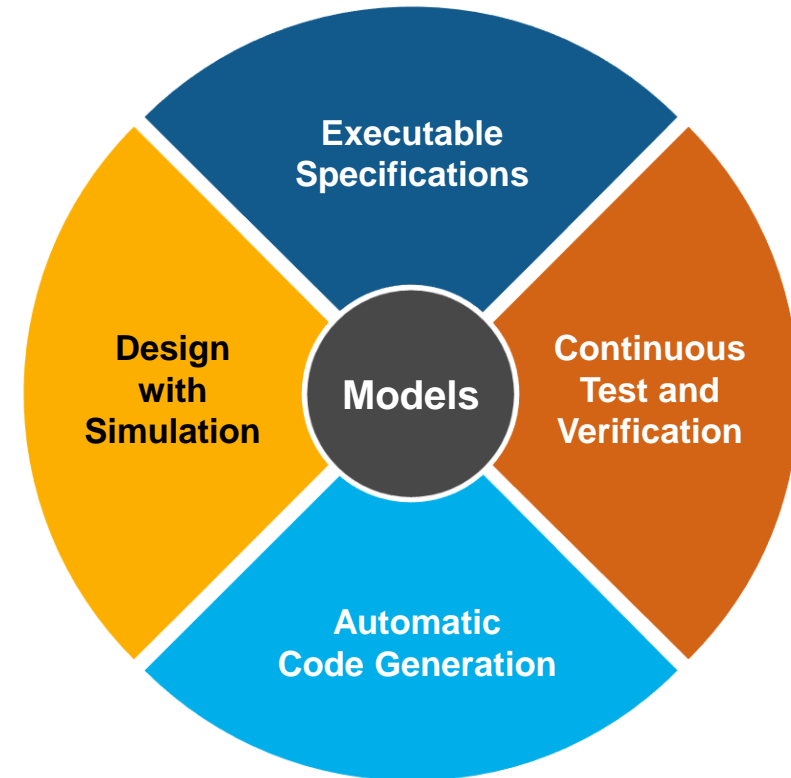 Executable
Specifications
Design
with
Simulation
Models
Continuous
Test and
Verification
Automatic
Code Generation